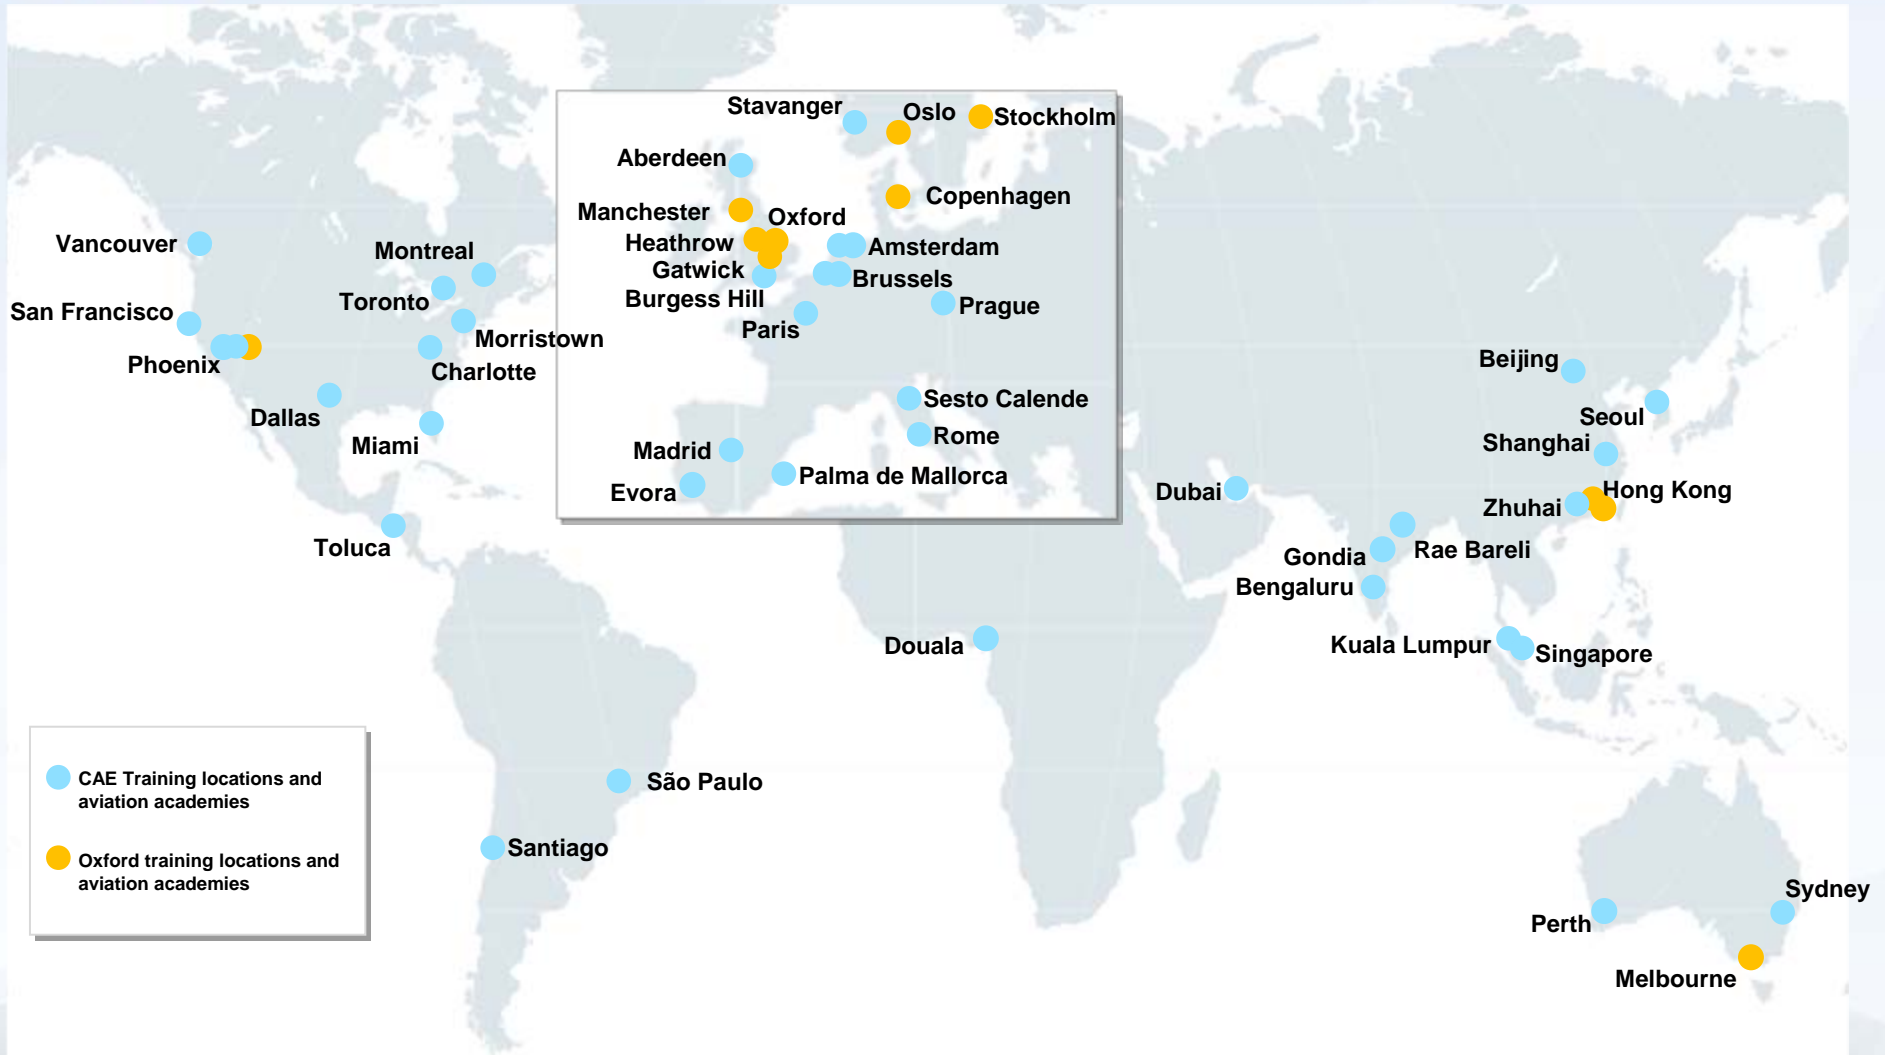 Stavanger
Oslo
Stockholm
Aberdeen
Copenhagen
Manchester
Oxford
Heathrow
Amsterdam
Gatwick
Brussels
Burgess Hill
Prague
Paris
Sesto Calende
Rome
Madrid
Palma de Mallorca
Evora
Vancouver
Montreal
Toronto
San Francisco
Morristown
Phoenix
Charlotte
Dallas
Miami
Toluca
Beijing
Seoul
Shanghai
Dubai
Hong Kong
Zhuhai
Gondia
Rae Bareli
Bengaluru
Douala
Kuala Lumpur
Singapore
São Paulo
Santiago
Sydney
Perth
Melbourne
CAE Training locations and
aviation academies
Oxford training locations and
aviation academies